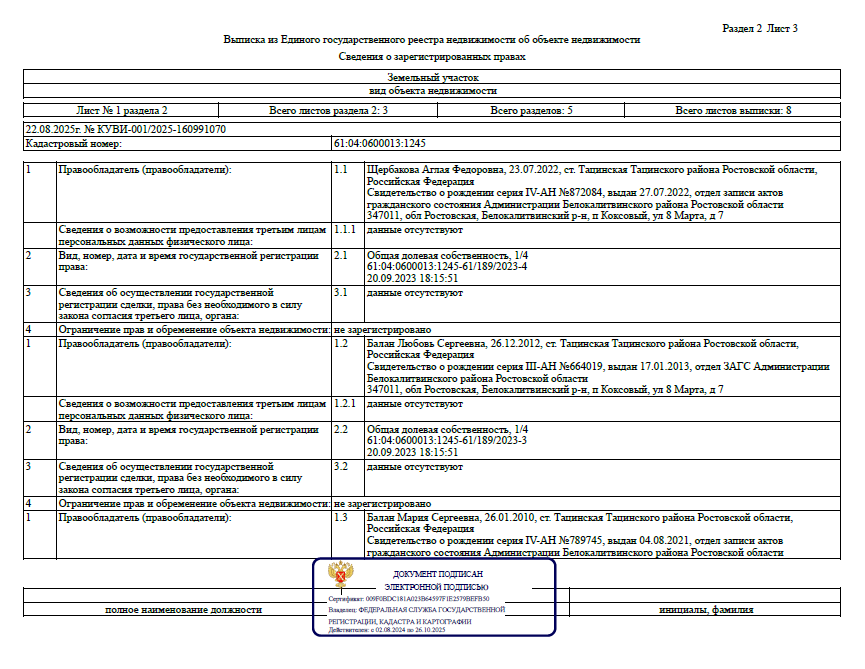 Раздел 2 Лист 3
Выписка из Единого государственного реестра недвижимости об объекте недвижимости
Сведения о зарегистрированных правах
Земельный участок
вид объекта недвижимости
Лист № 1 раздела 2 Всего листов раздела 2: 3 Всего разделов: 5 Всего листов выписки: 8
22.08.2025г. № КУВИ-001/2025-160991070
Кадастровый номер: 61:04:0600013:1245
1 Правообладатель (правообладатели): 1.1 Щербакова Аглая Федоровна, 23.07.2022, ст. Тацинская Тацинского района Ростовской области,
Российская Федерация
Свидетельство о рождении серия IV-АН №872084, выдан 27.07.2022, отдел записи актов
гражданского состояния Администрации Белокалитвинского района Ростовской области
347011, обл Ростовская, Белокалитвинский р-н, п Коксовый, ул 8 Марта, д 7
Сведения о возможности предоставления третьим лицам 1.1.1 данные отсутствуют
персональных данных физического лица:
2 Вид, номер, дата и время государственной регистрации 2.1 Общая долевая собственность, 1/4
права: 61:04:0600013:1245-61/189/2023-4
20.09.2023 18:15:51
3 Сведения об осуществлении государственной 3.1 данные отсутствуют
регистрации сделки, права без необходимого в силу
закона согласия третьего лица, органа:
4 Ограничение прав и обременение объекта недвижимости: не зарегистрировано
1 Правообладатель (правообладатели): 1.2 Балан Любовь Сергеевна, 26.12.2012, ст. Тацинская Тацинского района Ростовской области,
Российская Федерация
Свидетельство о рождении серия III-АН №664019, выдан 17.01.2013, отдел ЗАГС Администрации
Белокалитвинского района Ростовской области
347011, обл Ростовская, Белокалитвинский р-н, п Коксовый, ул 8 Марта, д 7
Сведения о возможности предоставления третьим лицам 1.2.1 данные отсутствуют
персональных данных физического лица:
2 Вид, номер, дата и время государственной регистрации 2.2 Общая долевая собственность, 1/4
права: 61:04:0600013:1245-61/189/2023-3
20.09.2023 18:15:51
3 Сведения об осуществлении государственной 3.2 данные отсутствуют
регистрации сделки, права без необходимого в силу
закона согласия третьего лица, органа:
4 Ограничение прав и обременение объекта недвижимости: не зарегистрировано
1 Правообладатель (правообладатели): 1.3 Балан Мария Сергеевна, 26.01.2010, ст. Тацинская Тацинского района Ростовской области,
Российская Федерация
Свидетельство о рождении серия IV-АН №789745, выдан 04.08.2021, отдел записи актов
гражданского состояния Администрации Белокалитвинского района Ростовской области
ДОКУМЕНТ ПОДПИСАН
ЭЛЕКТРОННОЙ ПОДПИСЬЮ
Сертификат: 009F0BDC181A023B64597F1E2579BEFB50
Владелец: ФЕДЕРАЛЬНАЯ СЛУЖБА ГОСУДАРСТВЕННОЙ
РЕГИСТРАЦИИ, КАДАСТРА И КАРТОГРАФИИ
Действителен: с 02.08.2024 по 26.10.2025
полное наименование должности инициалы, фамилия